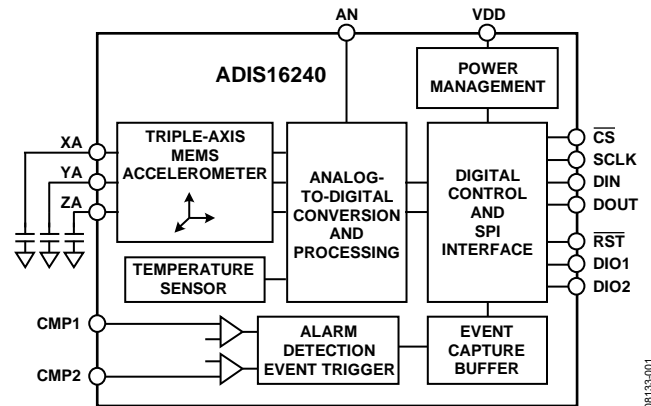 AN
VDD
ADIS16240
POWER
MANAGEMENT
XA
YA
ZA
TRIPLE-AXIS
MEMS
ACCELEROMETER
ANALOG-
TO-DIGITAL
CONVERSION
AND
PROCESSING
DIGITAL
CONTROL
AND
SPI
INTERFACE
CS
SCLK
DIN
DOUT
RST
DIO1
DIO2
TEMPERATURE
SENSOR
CMP1
CMP2
ALARM
DETECTION
EVENT TRIGGER
EVENT
CAPTURE
BUFFER
08133-001